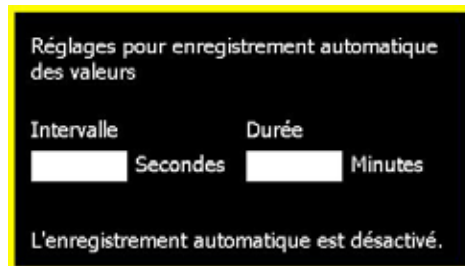 Réglages pour enregistrement automatique
des valeurs
Intervalle Durée
Secondes Minutes
L'enregistrement automatique est désactivé.